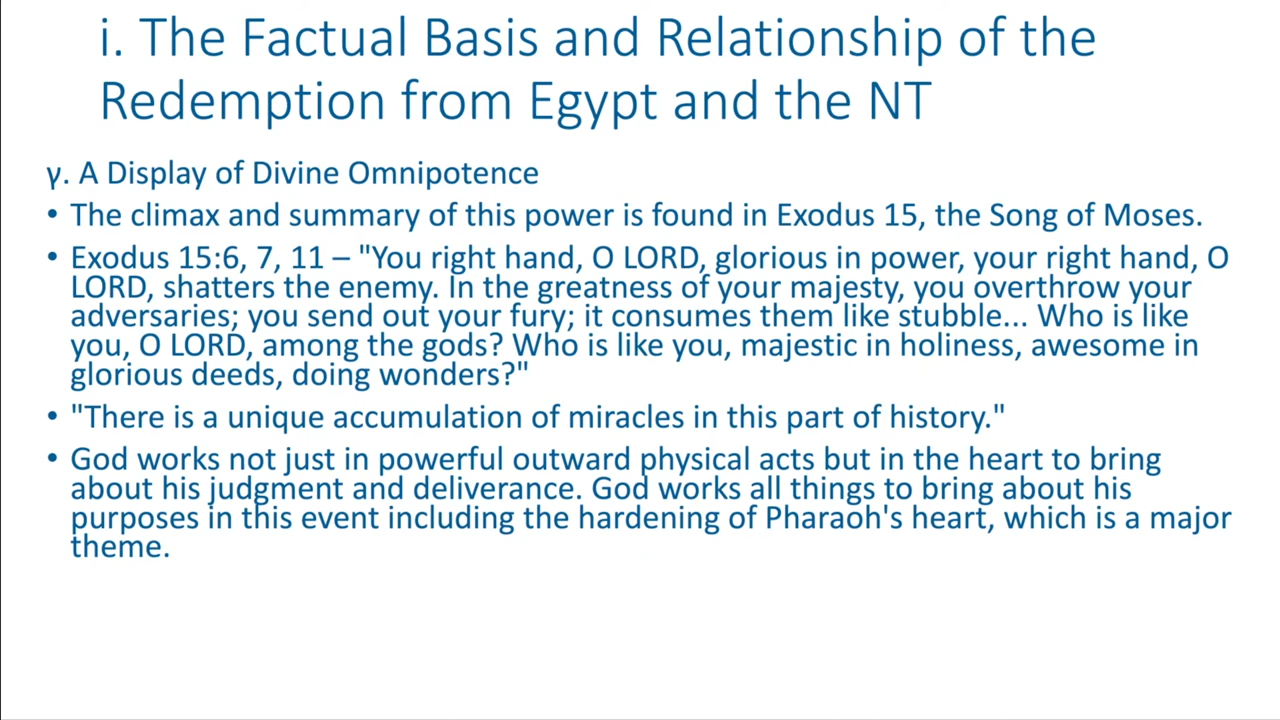 i. The Factual Basis and Relationship of the
Redemption from Egypt and the NT
γ. A Display of Divine Omnipotence
• The climax and summary of this power is found in Exodus 15, the Song of Moses.
• Exodus 15:6, 7, 11 – "You right hand, O LORD, glorious in power, your right hand, O
LORD, shatters the enemy. In the greatness of your majesty, you overthrow your
adversaries; you send out your fury; it consumes them like stubble... Who is like
you, O LORD, among the gods? Who is like you, majestic in holiness, awesome in
glorious deeds, doing wonders?"
• "There is a unique accumulation of miracles in this part of history."
• God works not just in powerful outward physical acts but in the heart to bring
about his judgment and deliverance. God works all things to bring about his
purposes in this event including the hardening of Pharaoh's heart, which is a major
theme.